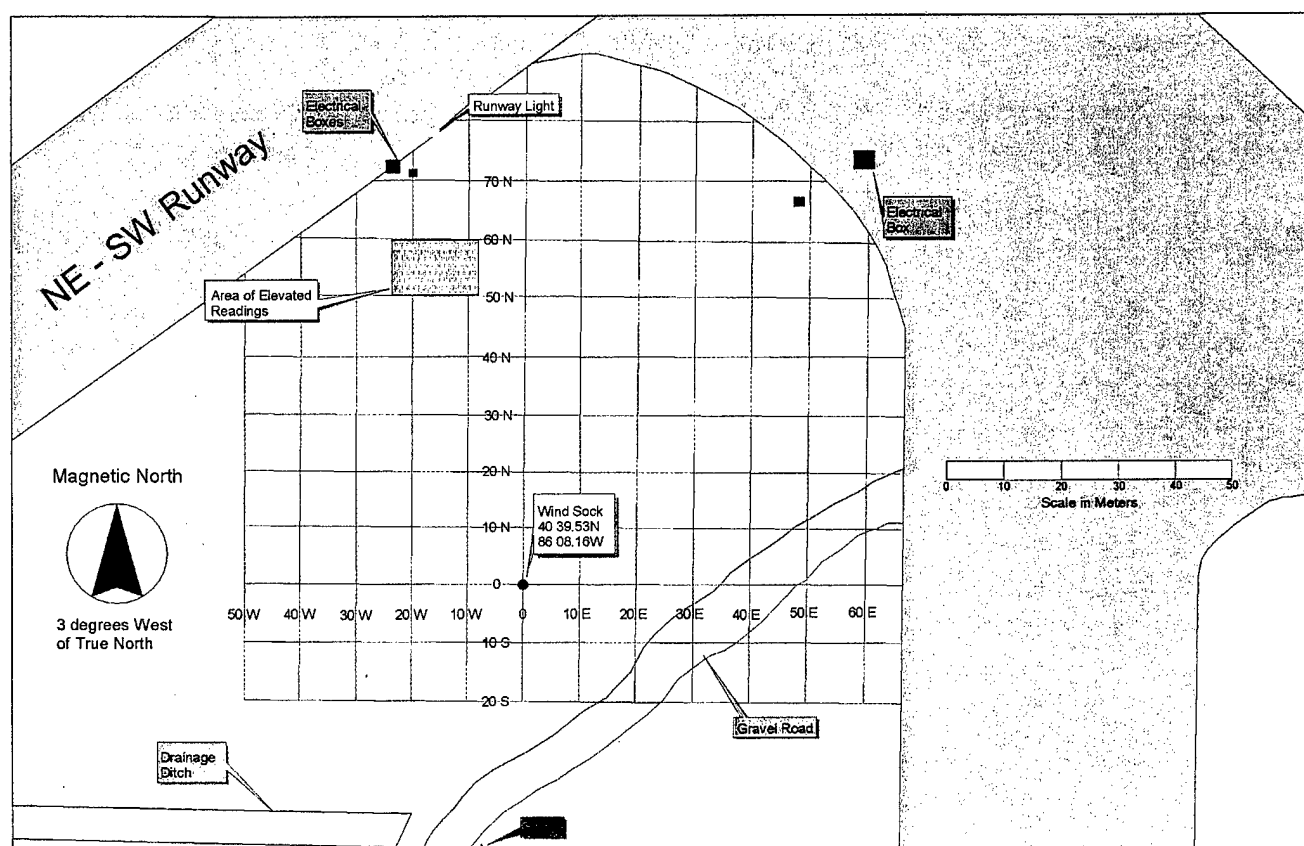 Electrical
Boxes
Runway Light
NE - SW Runway
70 N
Electrical
Box
60 N
Area of Elevated
Readings
50 N
40 N
30 N
Magnetic North
20 N
0 10 20 30 40 50
Scale in Meters
Wind Sock
40 39.53N
86 08.16W
10 N
0
3 degrees West
of True North
50 W 40 W 30 W 20 W 10 W 0 10 E 20 E 30 E 40 E 50 E 60 E
10 S
20 S
Gravel Road
Drainage
Ditch